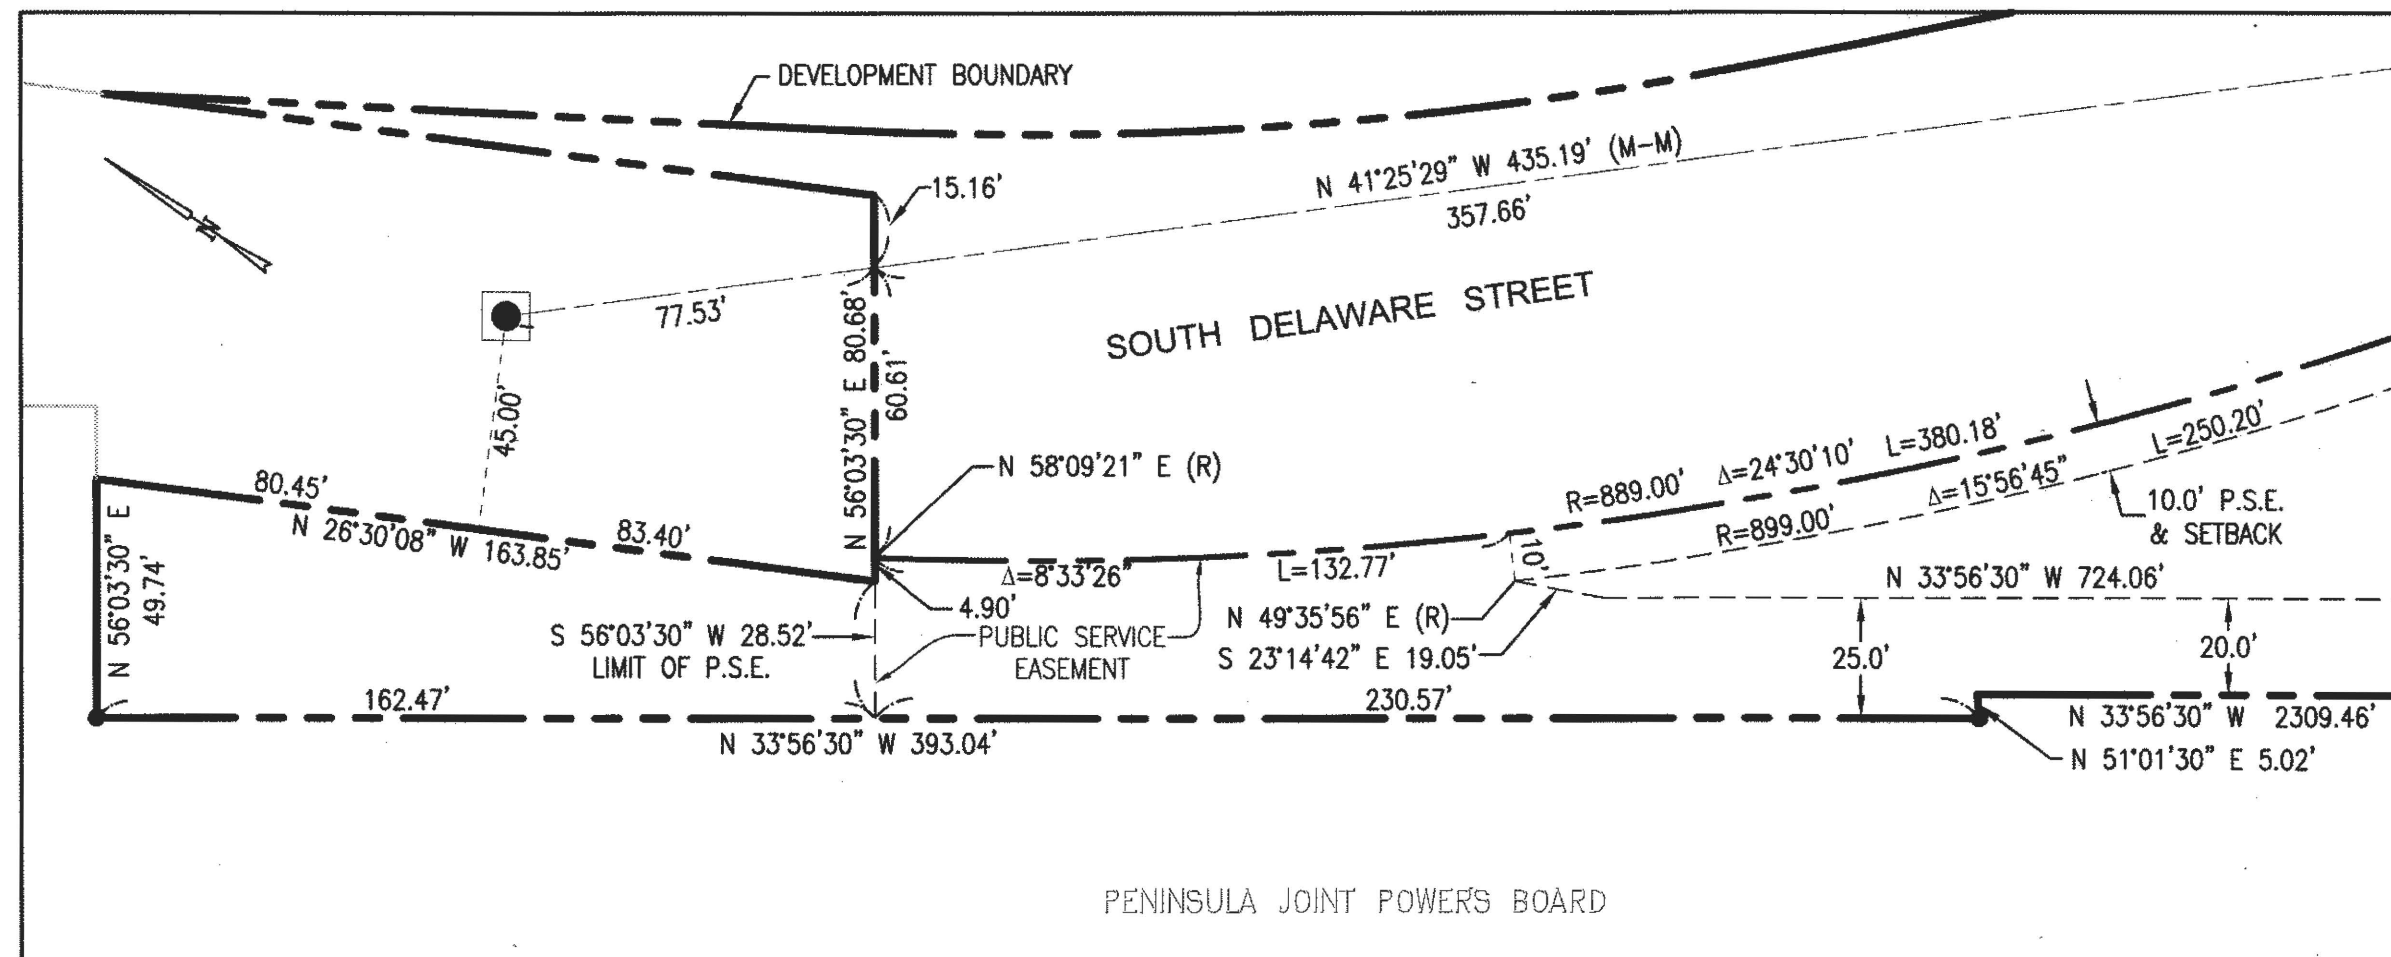 DEVELOPMENT BOUNDARY
15.16'
N 41°25'29" W 435.19' (M-M)
357.66'
N
77.53'
SOUTH DELAWARE STREET
N 56°03'30" E 80.68'
60.61'
45.00'
N 58°09'21" E (R)
R=889.00' Δ=24°30'10' L=380.18'
L=250.20'
Δ=15°56'45"
R=899.00'
10.0' P.S.E.
& SETBACK
80.45'
N 26°30'08" W 163.85'
83.40'
N 56°03'30" E
49.74'
Δ=8°33'26"
L=132.77'
10'
N 33°56'30" W 724.06'
4.90'
N 49°35'56" E (R)
S 56°03'30" W 28.52'
LIMIT OF P.S.E.
PUBLIC SERVICE
EASEMENT
S 23°14'42" E 19.05'
25.0'
20.0'
162.47'
230.57'
N 33°56'30" W 393.04'
N 33°56'30" W 2309.46'
N 51°01'30" E 5.02'
PENINSULA JOINT POWERS BOARD